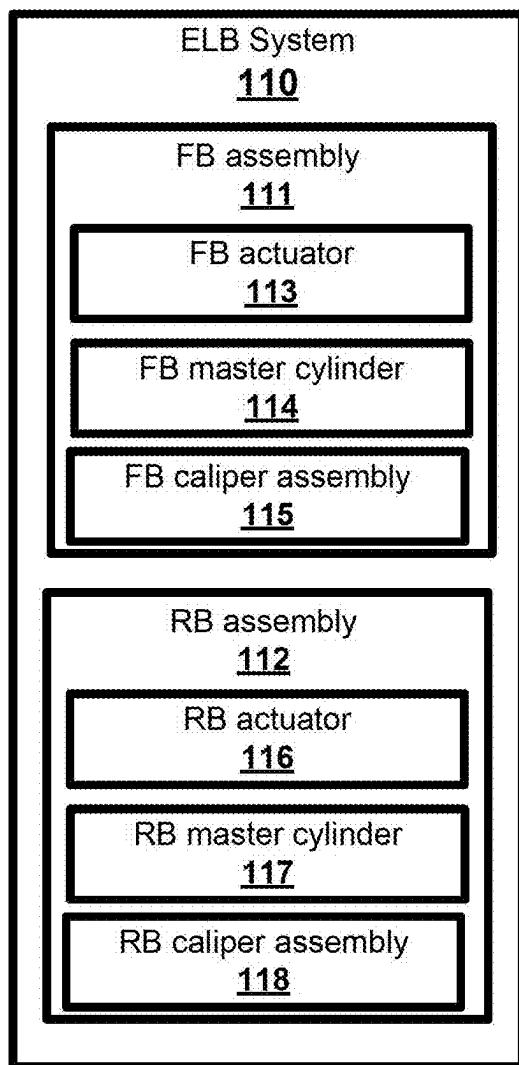 ELB System
110
FB assembly
111
FB actuator
113
FB master cylinder
114
FB caliper assembly
115
RB assembly
112
RB actuator
116
RB master cylinder
117
RB caliper assembly
118